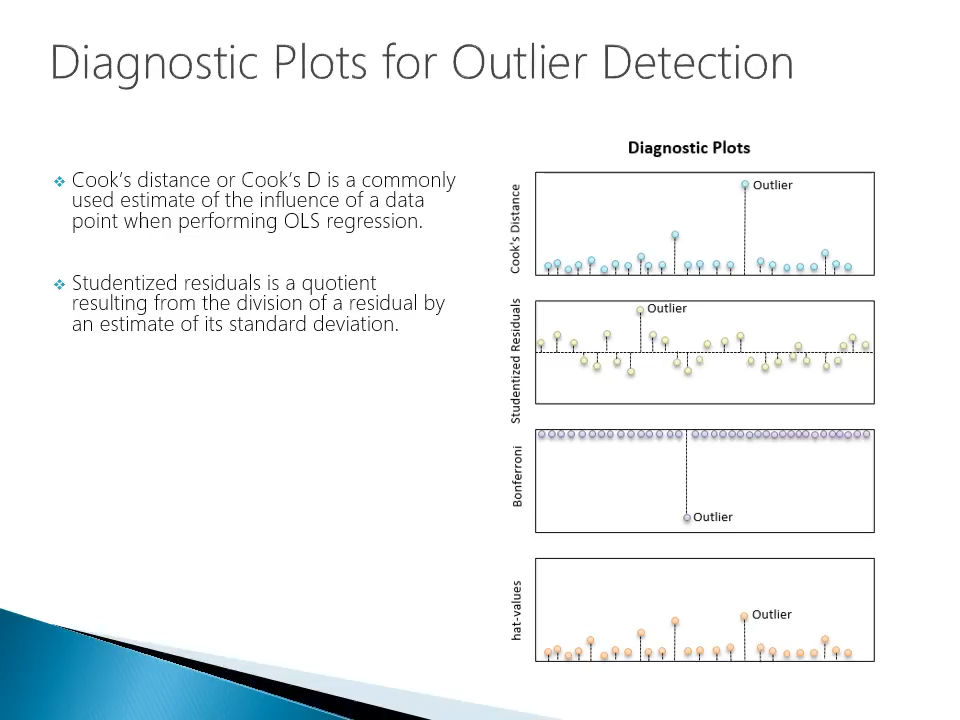 Diagnostic Plots for Outlier Detection
❖ Cook’s distance or Cook’s D is a commonly
used estimate of the influence of a data
point when performing OLS regression.
❖ Studentized residuals is a quotient
resulting from the division of a residual by
an estimate of its standard deviation.
Diagnostic Plots
Cook's Distance
Outlier
Studentized Residuals
Outlier
Bonferroni
Outlier
hat-values
Outlier